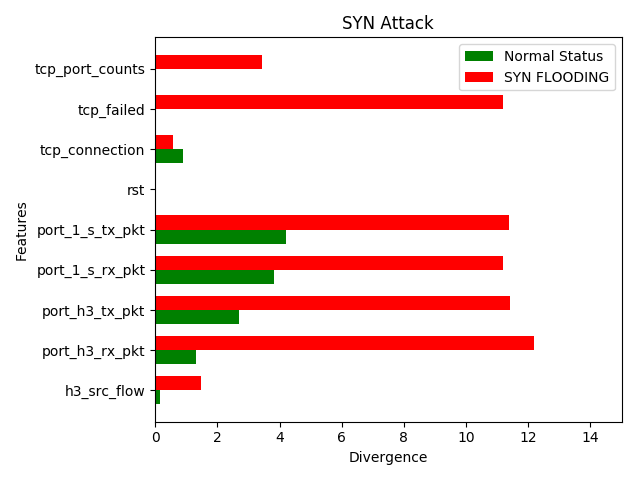 SYN Attack
Normal Status
SYN FLOODING
tcp_port_counts
tcp_failed
tcp_connection
rst
port_1_s_tx_pkt
port_1_s_rx_pkt
port_h3_tx_pkt
port_h3_rx_pkt
h3_src_flow
Features
0 2 4 6 8 10 12 14
Divergence